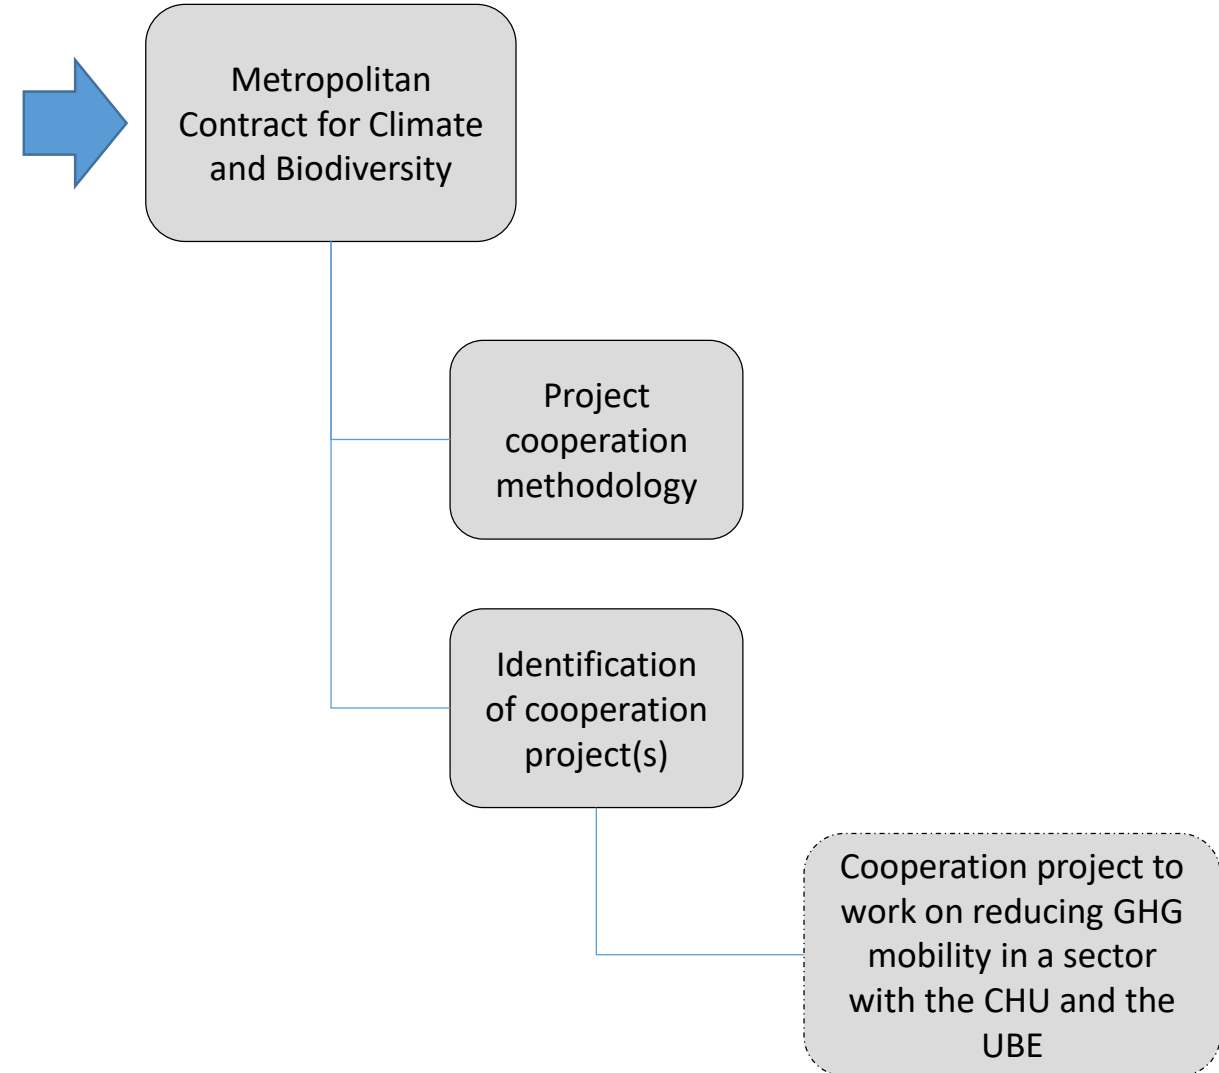 Metropolitan
Contract for Climate
and Biodiversity
Project
cooperation
methodology
Identification
of cooperation
project(s)
Cooperation project to
work on reducing GHG
mobility in a sector
with the CHU and the
UBE